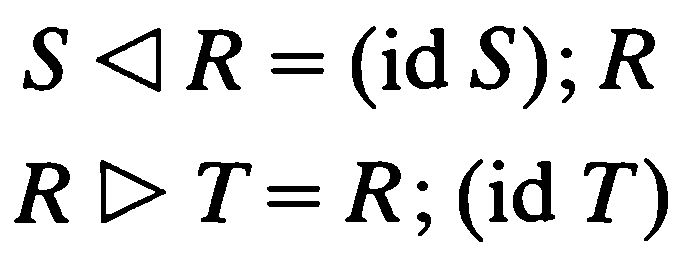 S ◁ R = (id S); R
R ▷ T = R; (id T)